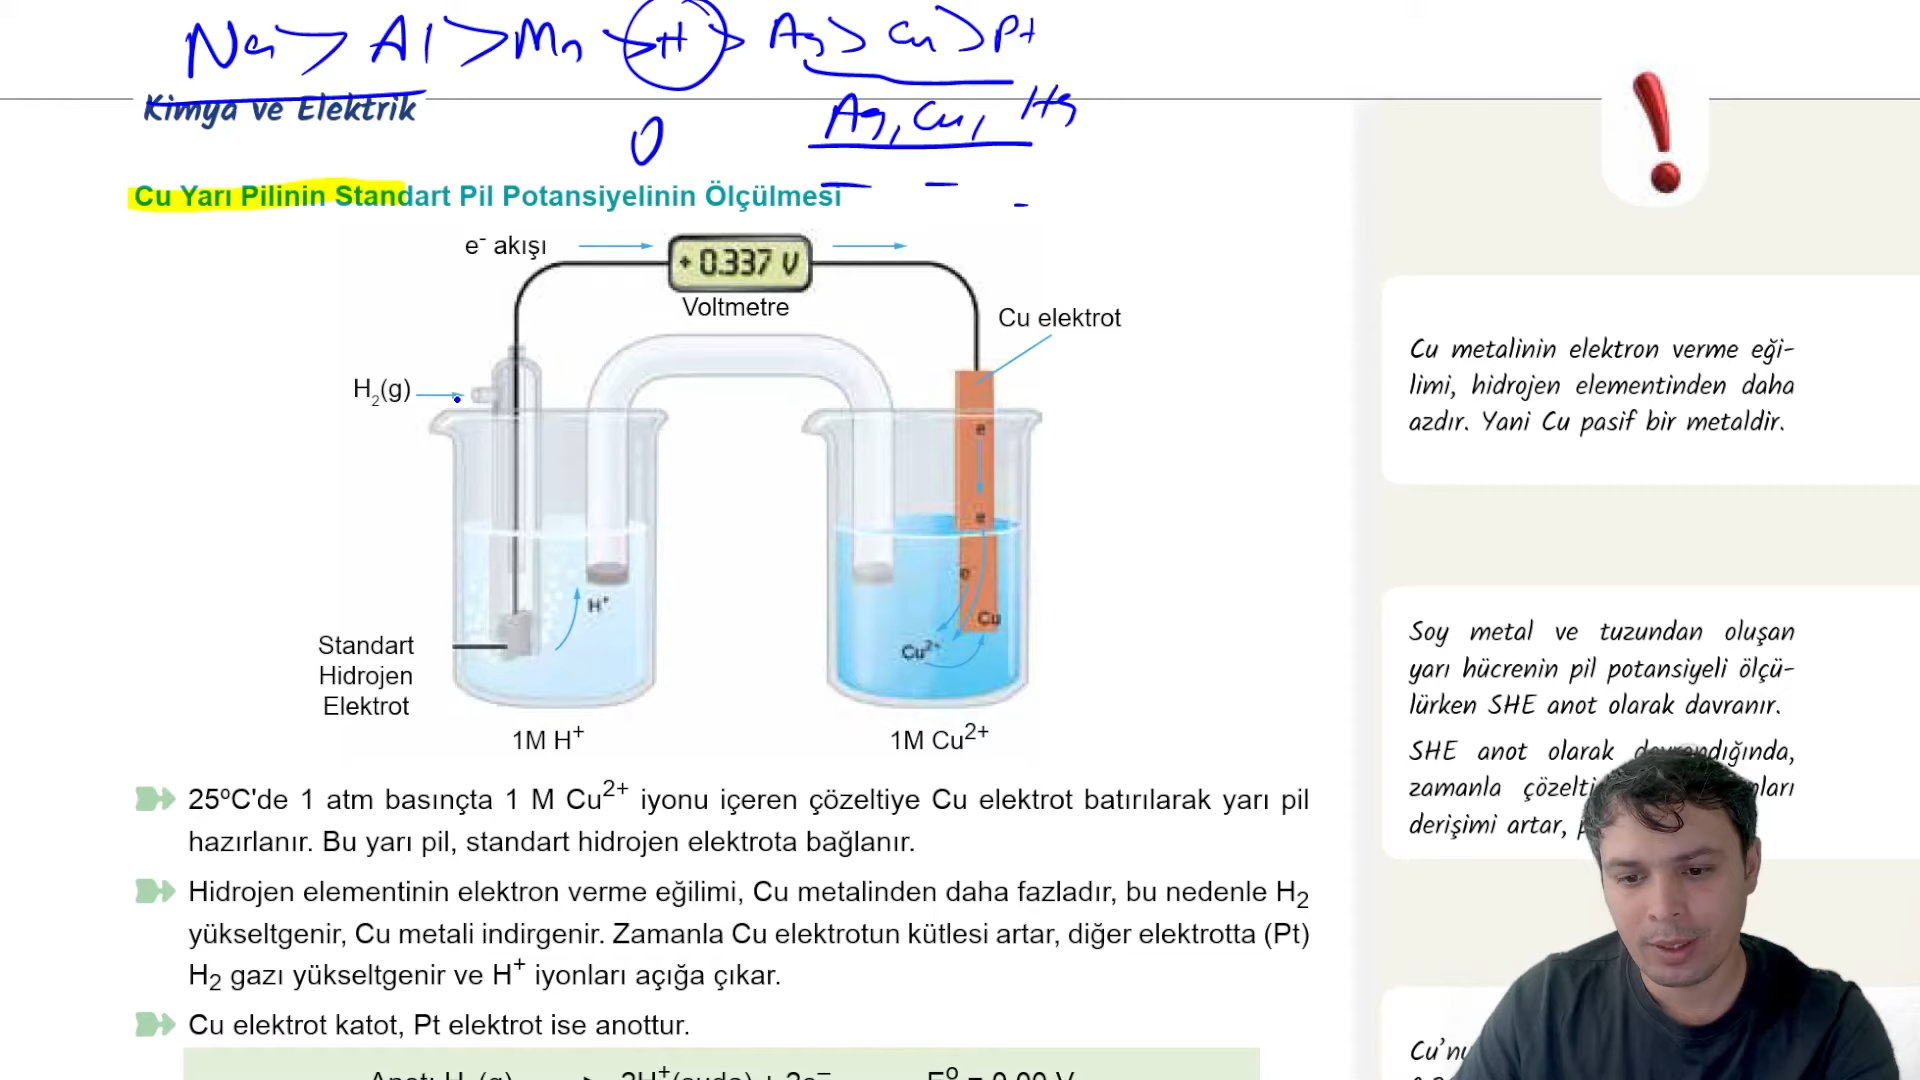 Na > Al > Mn > H > Ag > Cu > Pt
Kimya ve Elektrik
0
Ag, Cu, Hg
Cu Yarı Pilinin Standart Pil Potansiyelinin Ölçülmesi
e⁻ akışı
+ 0.337 V
Voltmetre
Cu elektrot
H₂(g)
e
e
e⁻
H⁺
Cu
Cu²⁺
Standart
Hidrojen
Elektrot
1M H⁺
1M Cu²⁺
25ºC'de 1 atm basınçta 1 M Cu²⁺ iyonu içeren çözeltiye Cu elektrot batırılarak yarı pil
hazırlanır. Bu yarı pil, standart hidrojen elektrota bağlanır.
Hidrojen elementinin elektron verme eğilimi, Cu metalinden daha fazladır, bu nedenle H₂
yükseltgenir, Cu metali indirgenir. Zamanla Cu elektrotun kütlesi artar, diğer elektrotta (Pt)
H₂ gazı yükseltgenir ve H⁺ iyonları açığa çıkar.
Cu elektrot katot, Pt elektrot ise anottur.
Cu metalinin elektron verme eği-
limi, hidrojen elementinden daha
azdır. Yani Cu pasif bir metaldir.
Soy metal ve tuzundan oluşan
yarı hücrenin pil potansiyeli ölçü-
lürken SHE anot olarak davranır.
SHE anot olarak
zamanla
derişimi artar,